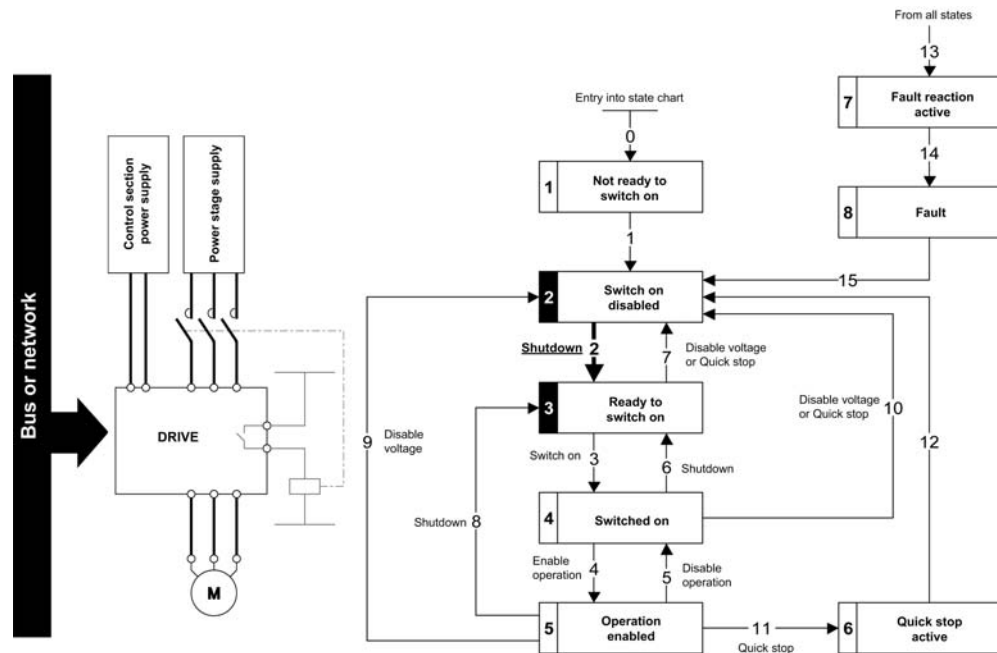 Bus or network
Control section
power supply
Power stage supply
DRIVE
M
From all states
13
7
Fault reaction
active
14
8
Fault
15
Entry into state chart
0
1
Not ready to
switch on
1
2
Switch on
disabled
Shutdown 2
7
Disable voltage
or Quick stop
3
Ready to
switch on
Switch on 3
6 Shutdown
4
Switched on
Enable
operation
4
5
Disable
operation
5
Operation
enabled
9
Disable
voltage
Shutdown 8
Disable voltage
or Quick stop
10
12
11
Quick stop
6
Quick stop
active